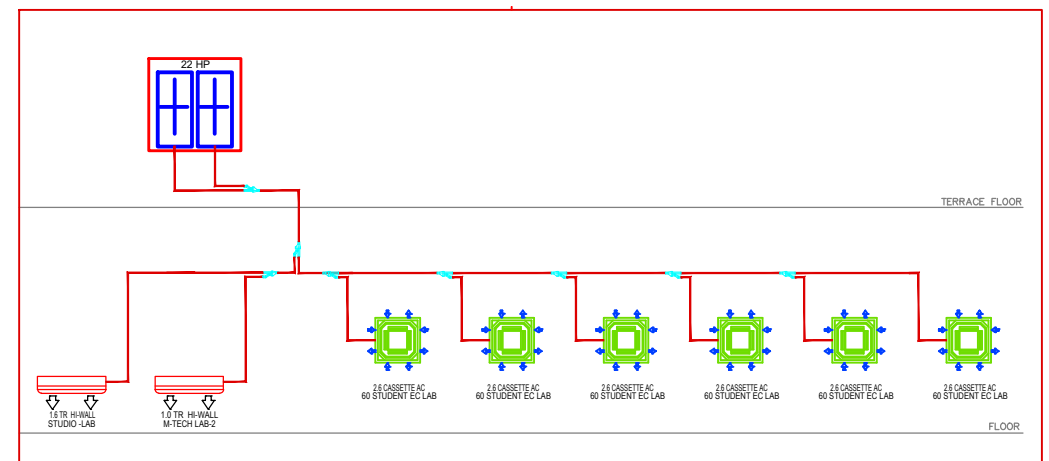 22 HP
TERRACE FLOOR
1.6 TR HI-WALL
STUDIO -LAB
1.0 TR HI-WALL
M-TECH LAB-2
2.6 CASSETTE AC
60 STUDENT EC LAB
2.6 CASSETTE AC
60 STUDENT EC LAB
2.6 CASSETTE AC
60 STUDENT EC LAB
2.6 CASSETTE AC
60 STUDENT EC LAB
2.6 CASSETTE AC
60 STUDENT EC LAB
2.6 CASSETTE AC
60 STUDENT EC LAB
FLOOR